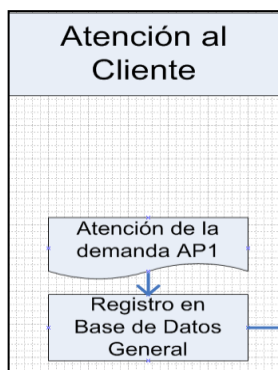 Atención al
Cliente
Atención de la
demanda AP1
Registro en
Base de Datos
General